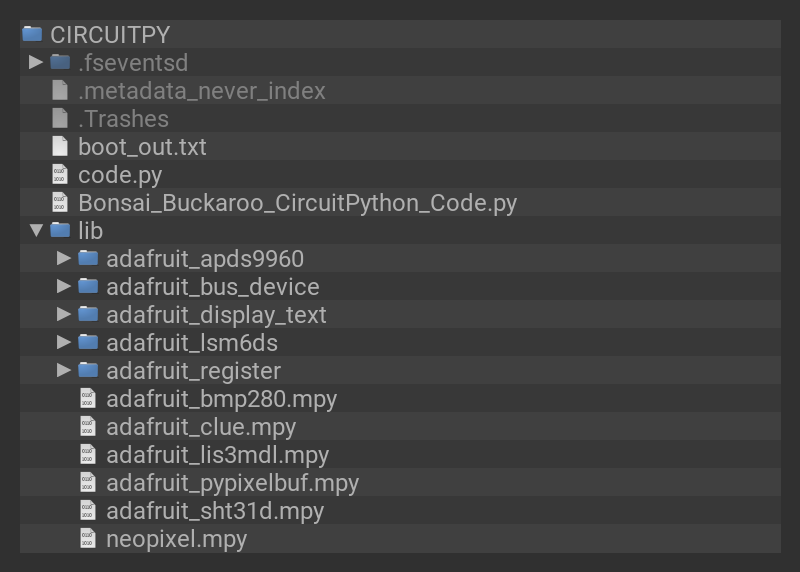 CIRCUITPY
.fseventsd
.metadata_never_index
.Trashes
boot_out.txt
code.py
Bonsai_Buckaroo_CircuitPython_Code.py
lib
adafruit_apds9960
adafruit_bus_device
adafruit_display_text
adafruit_lsm6ds
adafruit_register
adafruit_bmp280.mpy
adafruit_clue.mpy
adafruit_lis3mdl.mpy
adafruit_pypixelbuf.mpy
adafruit_sht31d.mpy
neopixel.mpy